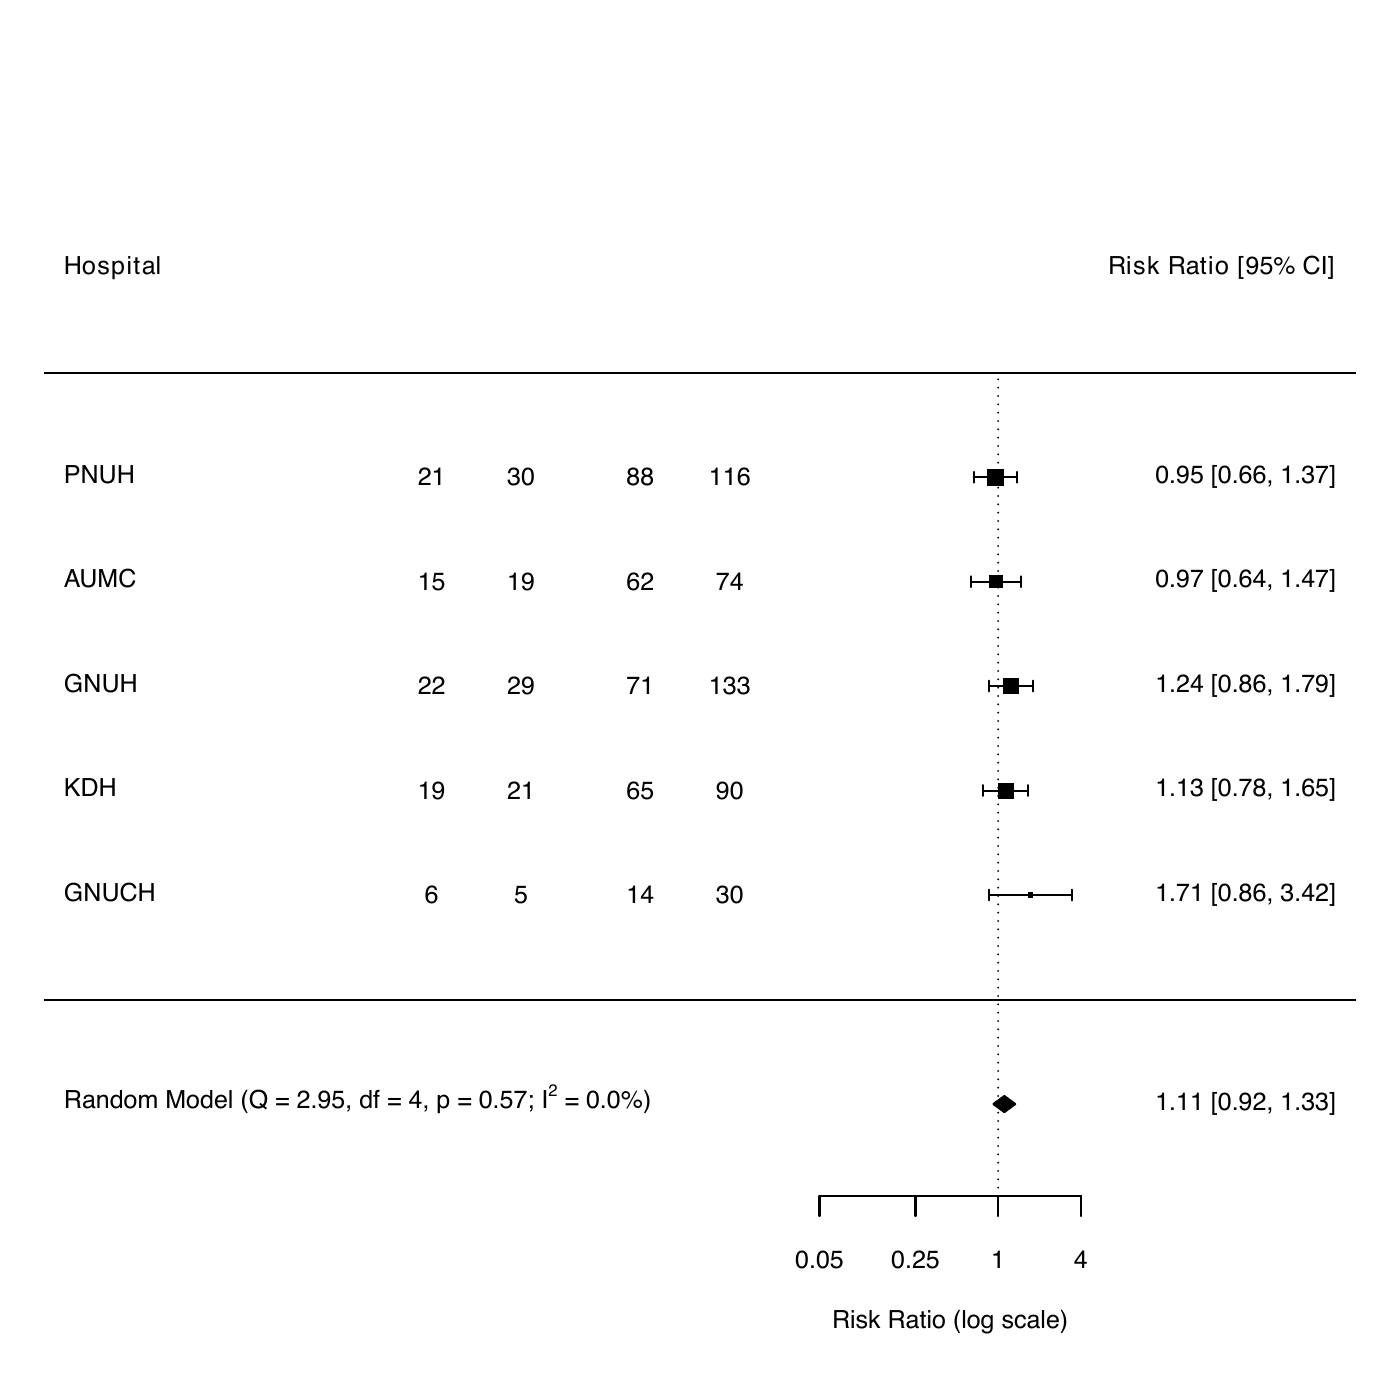 Hospital Risk Ratio [95% CI]
PNUH 21 30 88 116 0.95 [0.66, 1.37]
AUMC 15 19 62 74 0.97 [0.64, 1.47]
GNUH 22 29 71 133 1.24 [0.86, 1.79]
KDH 19 21 65 90 1.13 [0.78, 1.65]
GNUCH 6 5 14 30 1.71 [0.86, 3.42]
Random Model (Q = 2.95, df = 4, p = 0.57; I² = 0.0%) 1.11 [0.92, 1.33]
0.05 0.25 1 4
Risk Ratio (log scale)